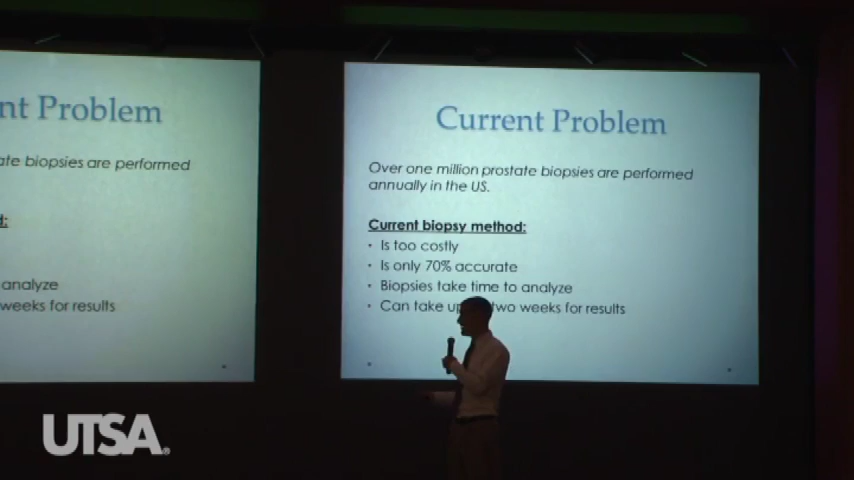 nt Problem
ate biopsies are performed
d:
analyze
weeks for results
Current Problem
Over one million prostate biopsies are performed
annually in the US.
Current biopsy method:
• Is too costly
• Is only 70% accurate
• Biopsies take time to analyze
• Can take up two weeks for results
UTSA®